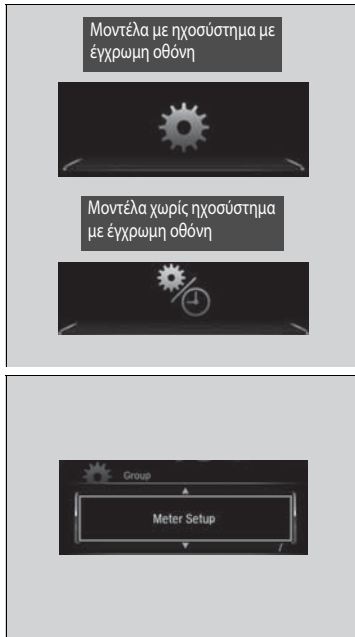 Μοντέλα με ηχοσύστημα με
έγχρωμη οθόνη
Μοντέλα χωρίς ηχοσύστημα
με έγχρωμη οθόνη
Group
Meter Setup